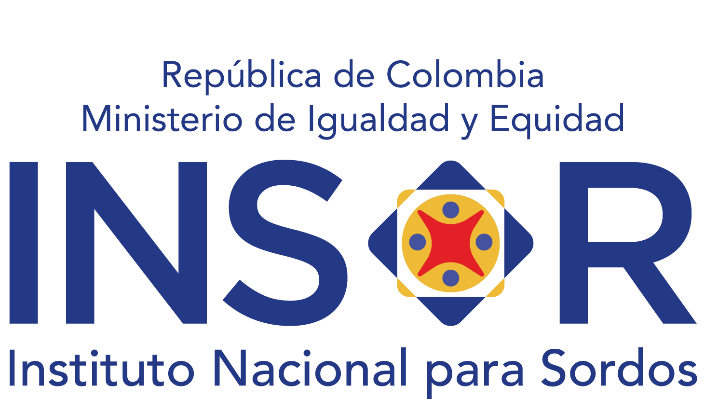 República de Colombia
Ministerio de Igualdad y Equidad
INSOR
Instituto Nacional para Sordos